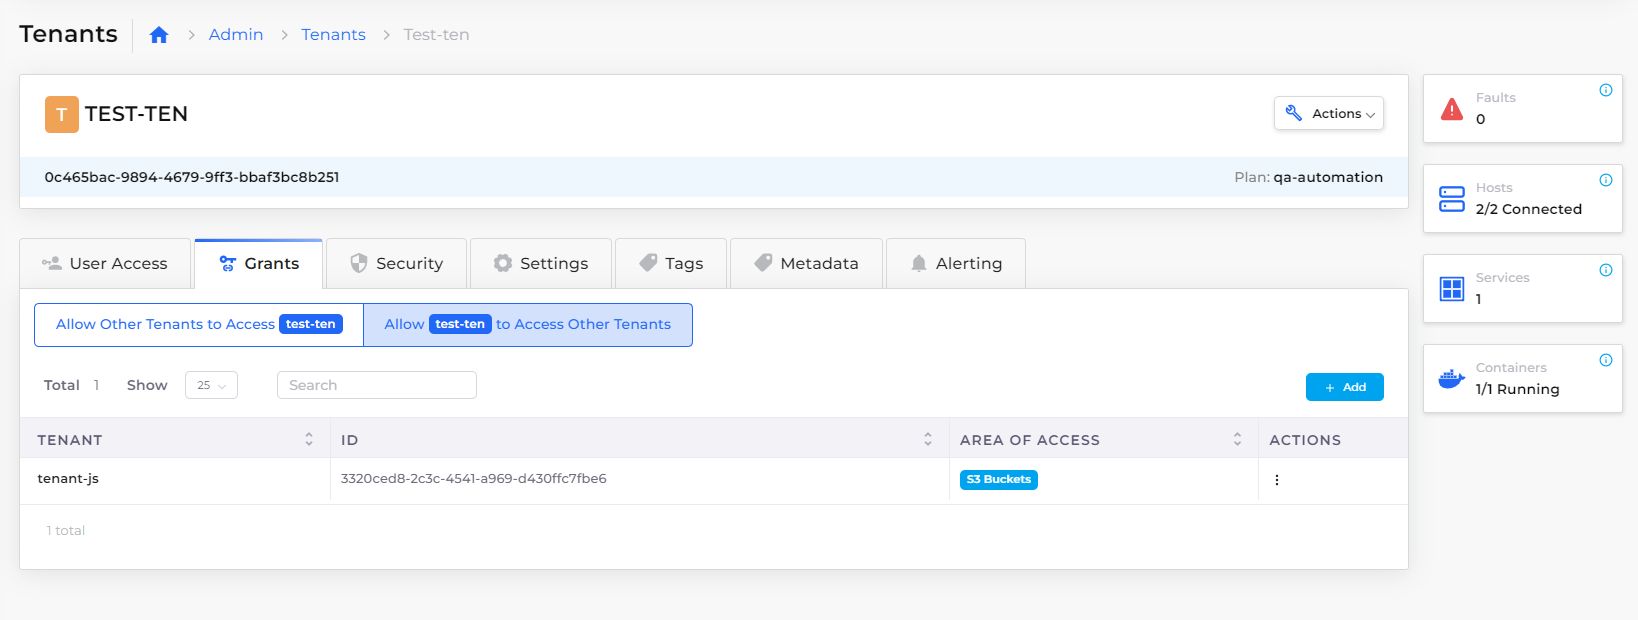 Tenants
Admin > Tenants > Test-ten
T TEST-TEN
Actions
0c465bac-9894-4679-9ff3-bbaf3bc8b251
Plan: qa-automation
User Access
Grants
Security
Settings
Tags
Metadata
Alerting
Allow Other Tenants to Access test-ten
Allow test-ten to Access Other Tenants
Total 1 Show 25 Search
+ Add
TENANT ID AREA OF ACCESS ACTIONS
tenant-js 3320ced8-2c3c-4541-a969-d430ffc7fbe6 S3 Buckets
1 total
Faults
0
Hosts
2/2 Connected
Services
1
Containers
1/1 Running